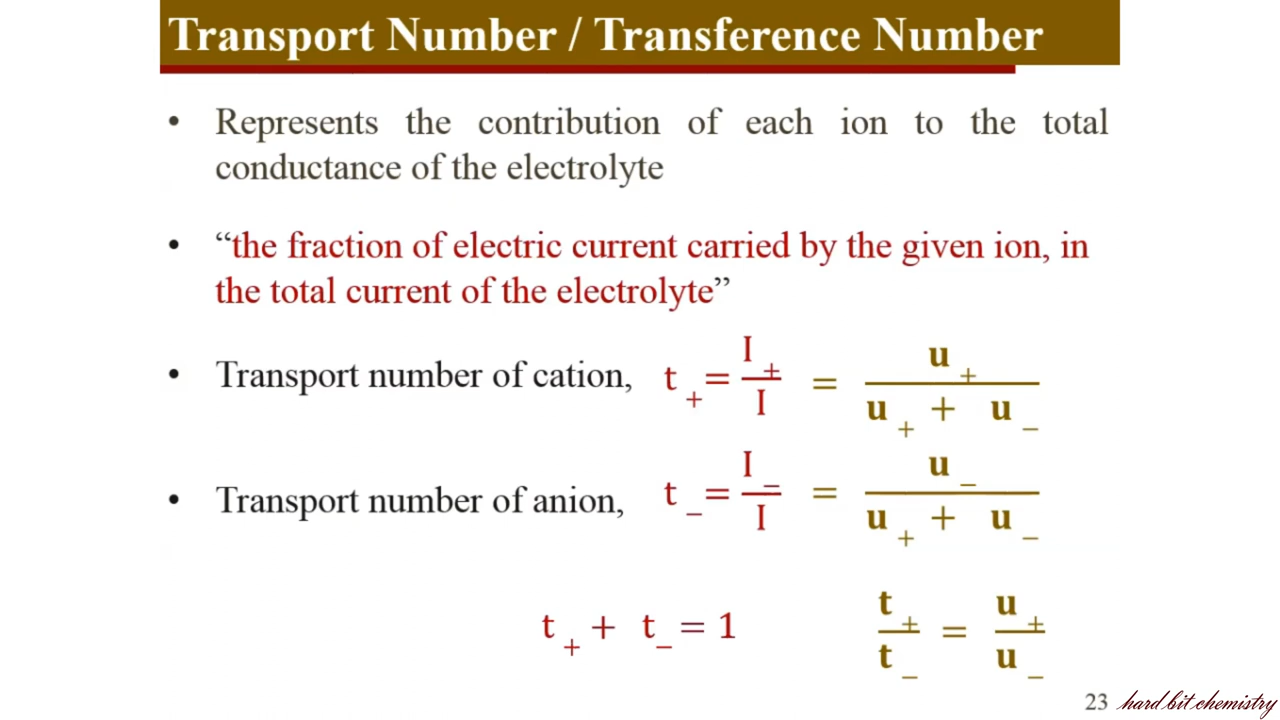 Transport Number / Transference Number
• Represents the contribution of each ion to the total
conductance of the electrolyte
• “the fraction of electric current carried by the given ion, in
the total current of the electrolyte”
• Transport number of cation, t₊ = I₊/I = u₊/(u₊ + u₋)
• Transport number of anion, t₋ = I₋/I = u₋/(u₊ + u₋)
t₊ + t₋ = 1 t₊/t₋ = u₊/u₋
23 hard bit chemistry